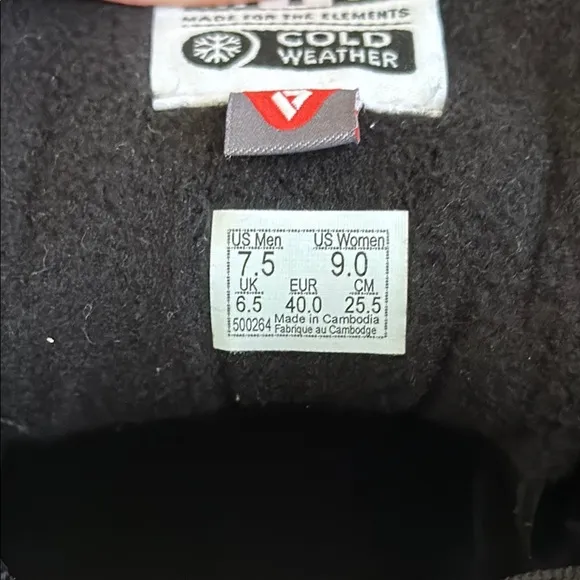 MADE FOR THE ELEMENTS
COLD
WEATHER
US Men US Women
7.5 9.0
UK EUR CM
6.5 40.0 25.5
500264 Made in Cambodia
Fabrique au Cambodge